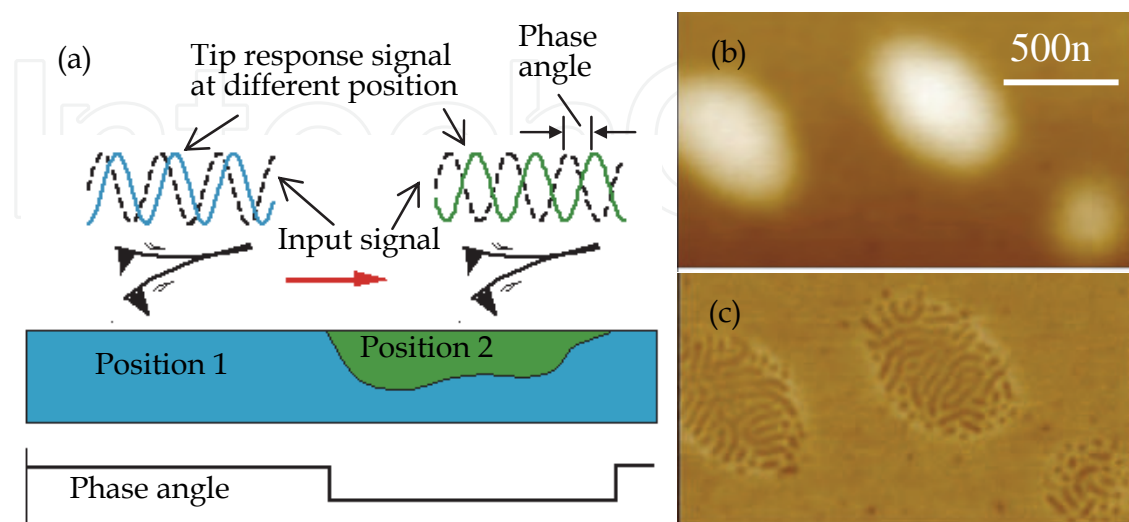 (a)
Tip response signal
at different position
Phase
angle
Input signal
Position 1
Position 2
Phase angle
(b)
500n
(c)